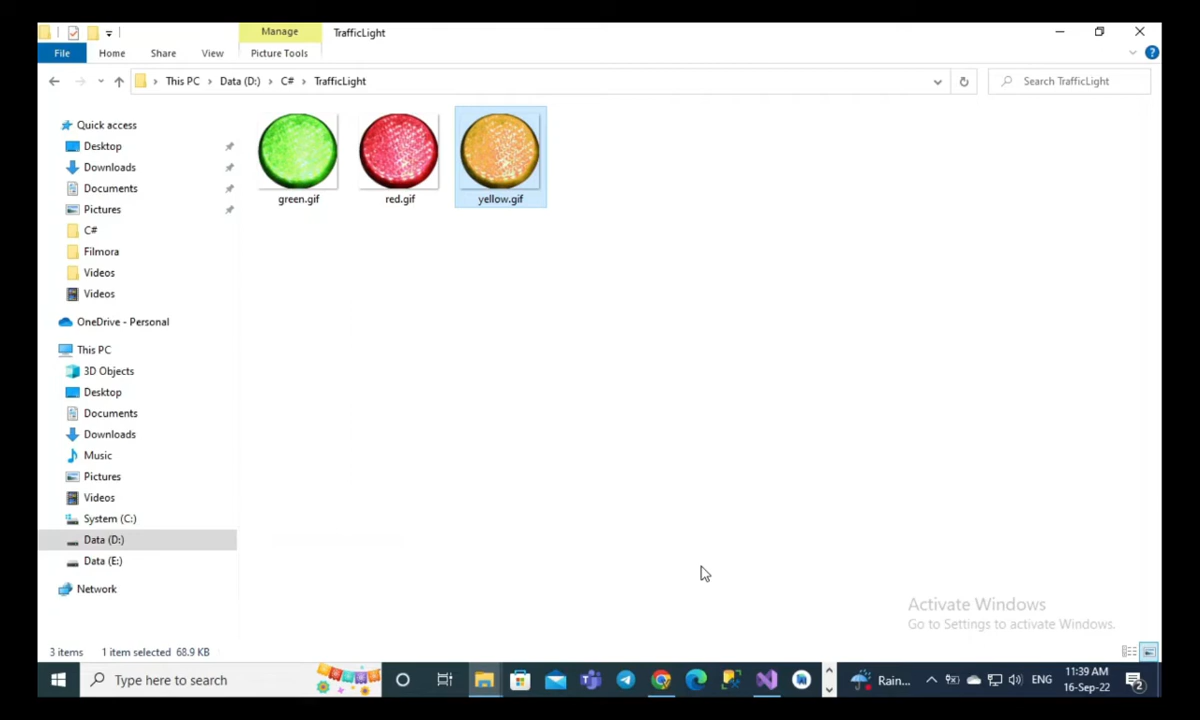 Manage
TrafficLight
File
Home
Share
View
Picture Tools
This PC
Data (D:)
C#
TrafficLight
Search TrafficLight
Quick access
Desktop
Downloads
Documents
Pictures
C#
Filmora
Videos
Videos
OneDrive - Personal
This PC
3D Objects
Desktop
Documents
Downloads
Music
Pictures
Videos
System (C:)
Data (D:)
Data (E:)
Network
green.gif
red.gif
yellow.gif
Activate Windows
Go to Settings to activate Windows.
3 items
1 item selected 68.9 KB
Type here to search
Rain...
ENG
11:39 AM
16-Sep-22
2